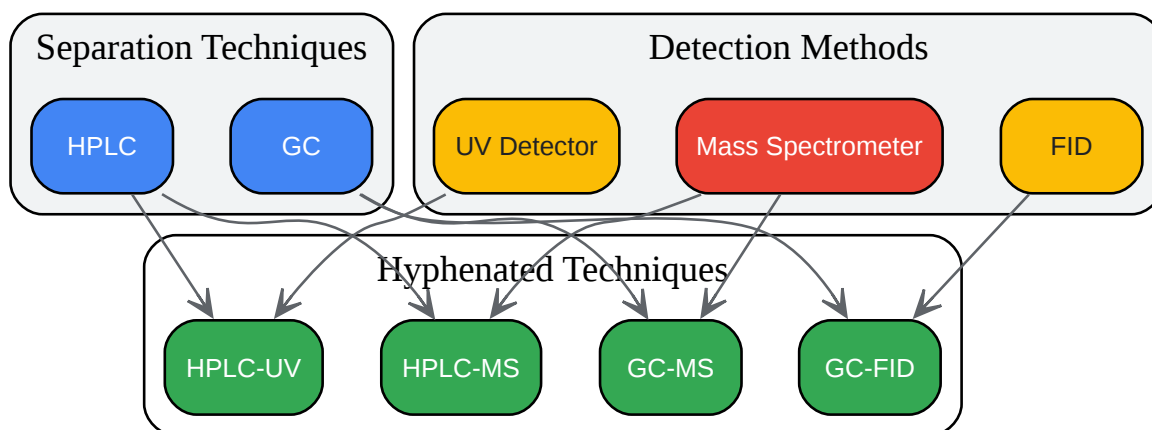 Separation Techniques
Detection Methods
HPLC
GC
UV Detector
Mass Spectrometer
FID
Hyphenated Techniques
HPLC-UV
HPLC-MS
GC-MS
GC-FID